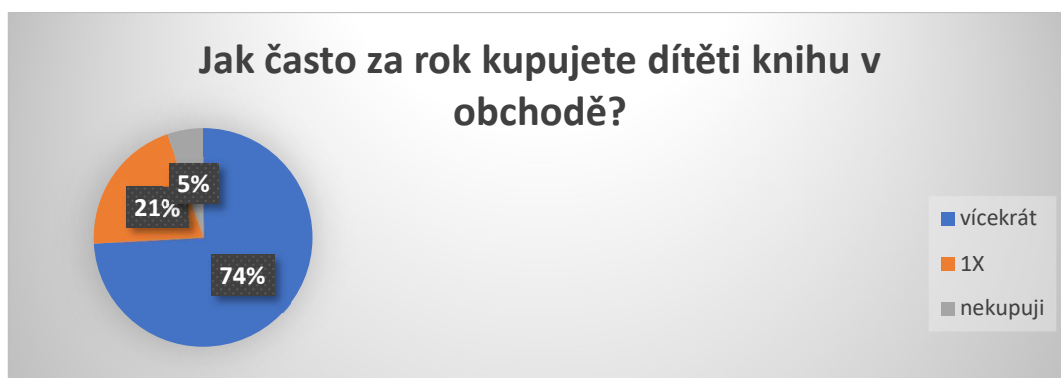 Jak často za rok kupujete dítěti knihu v
obchodě?
5%
21%
74%
vícekrát
1X
nekupuji